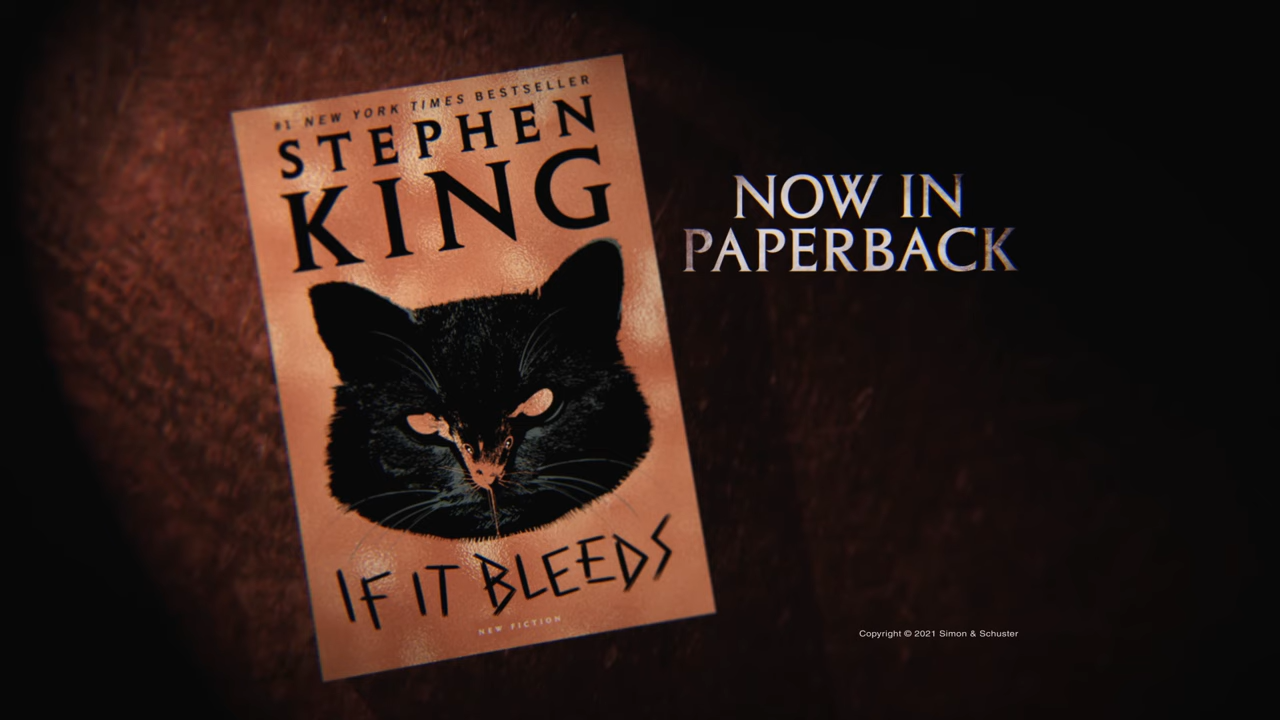 #1 NEW YORK TIMES BESTSELLER
STEPHEN
KING
IF IT BLEEDS
NEW FICTION
NOW IN
PAPERBACK
Copyright © 2021 Simon & Schuster